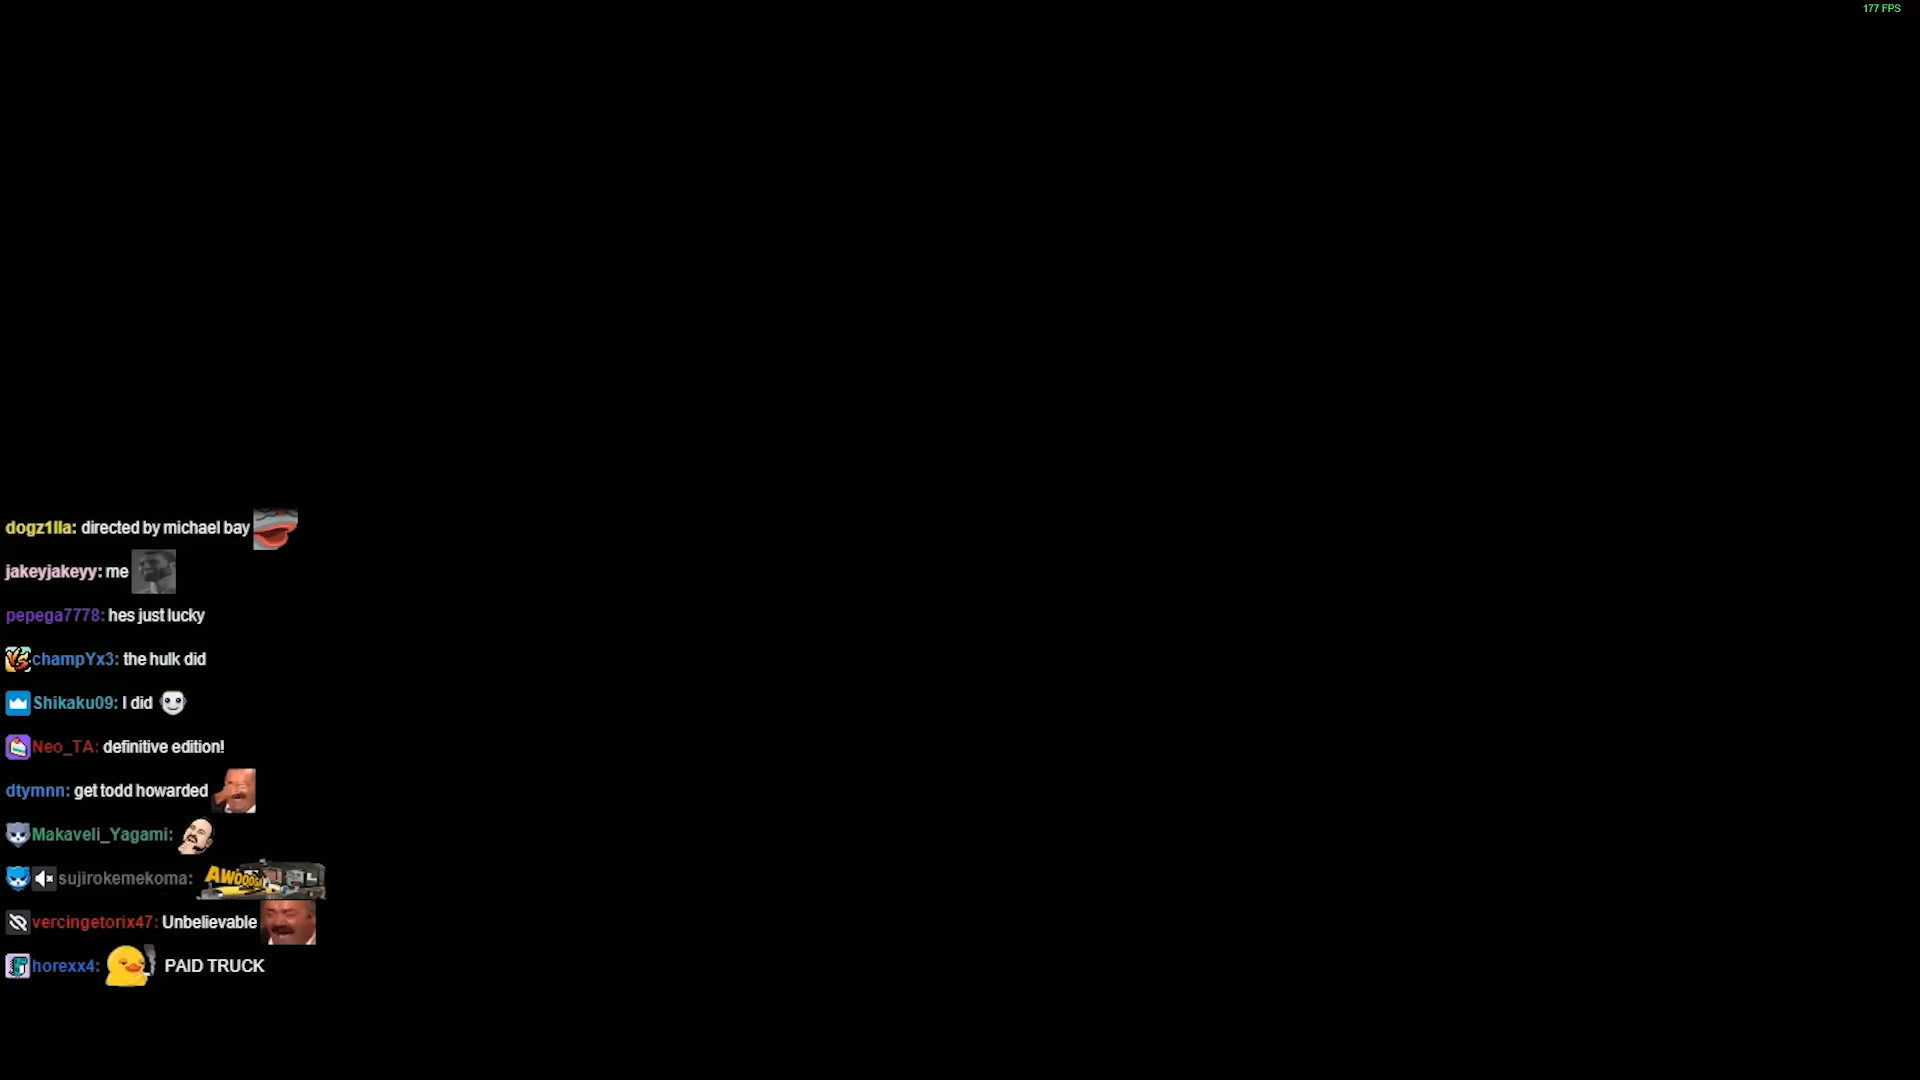 177 FPS
dogz1lla: directed by michael bay
jakeyjakeyy: me
pepega7778: hes just lucky
champYx3: the hulk did
Shikaku09: I did
Neo_TA: definitive edition!
dtymnn: get todd howarded
Makaveli_Yagami:
sujirokemekoma: AWOOOGA L
vercingetorix47: Unbelievable
horexx4: PAID TRUCK